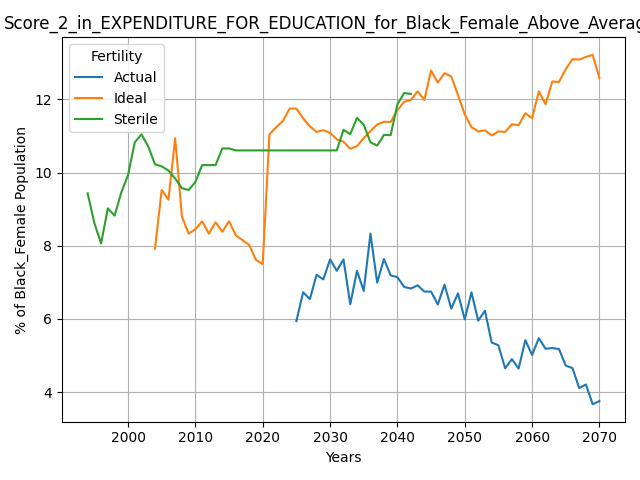 Score_2_in_EXPENDITURE_FOR_EDUCATION_for_Black_Female_Above_Averag
Fertility
Actual
Ideal
Sterile
% of Black_Female Population
12
10
8
6
4
2000
2010
2020
2030
2040
2050
2060
2070
Years